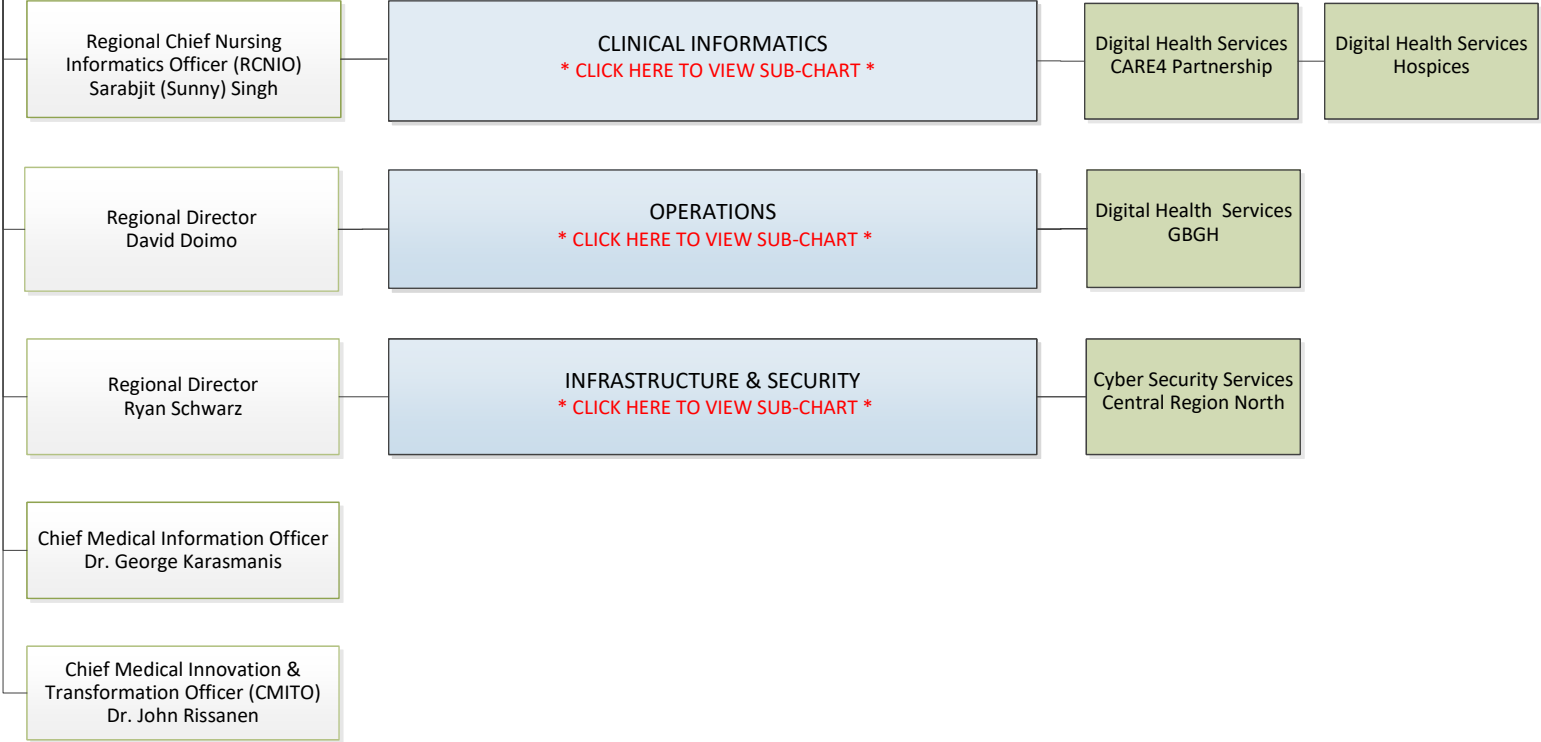 Regional Chief Nursing
Informatics Officer (RCNIO)
Sarabjit (Sunny) Singh
CLINICAL INFORMATICS
* CLICK HERE TO VIEW SUB-CHART *
Digital Health Services
CARE4 Partnership
Digital Health Services
Hospices
Regional Director
David Doimo
OPERATIONS
* CLICK HERE TO VIEW SUB-CHART *
Digital Health Services
GBGH
Regional Director
Ryan Schwarz
INFRASTRUCTURE & SECURITY
* CLICK HERE TO VIEW SUB-CHART *
Cyber Security Services
Central Region North
Chief Medical Information Officer
Dr. George Karasmanis
Chief Medical Innovation &
Transformation Officer (CMITO)
Dr. John Rissanen